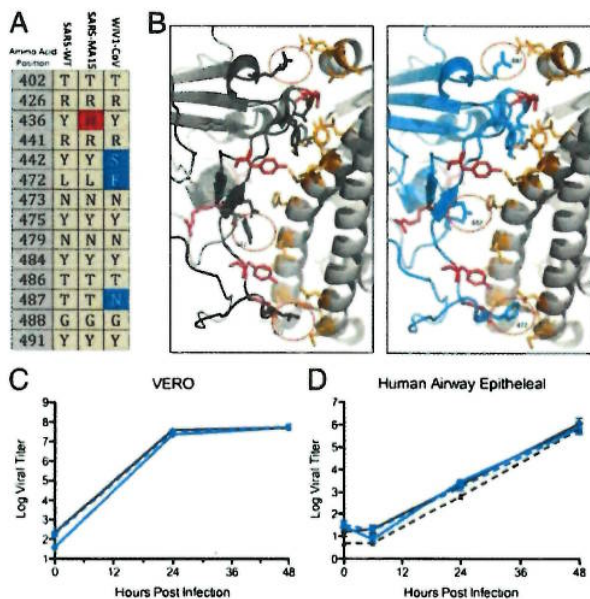 A
Amino Acid Position
SARS-WT
SARS-MA15
WIV1-CoV
402 T T T
426 R R R
436 Y Y
441 R R R
442 Y Y S
472 L L F
473 N N N
475 Y Y Y
479 N N N
484 Y Y Y
486 T T T
487 T T N
488 G G G
491 Y Y Y
B
C
VERO
Log Viral Titer
9
8
7
6
5
4
3
2
1
0 12 24 36 48
Hours Post Infection
D
Human Airway Epitheleal
Log Viral Titer
7
6
5
4
3
2
1
0
0 12 24 36 48
Hours Post Infection